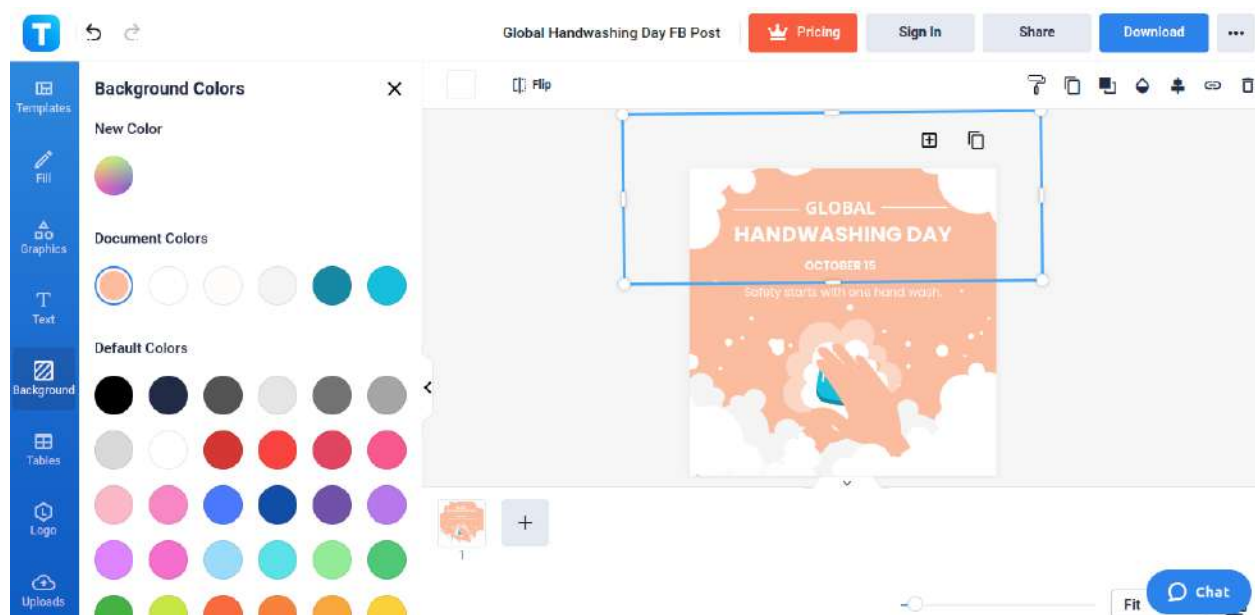 T
Global Handwashing Day FB Post
Pricing
Sign In
Share
Download
Templates
Fill
Graphics
Text
Background
Tables
Logo
Uploads
Background Colors
New Color
Document Colors
Default Colors
Flip
GLOBAL
HANDWASHING DAY
OCTOBER 15
Safety starts with one hand wash.
1
Fit
Chat